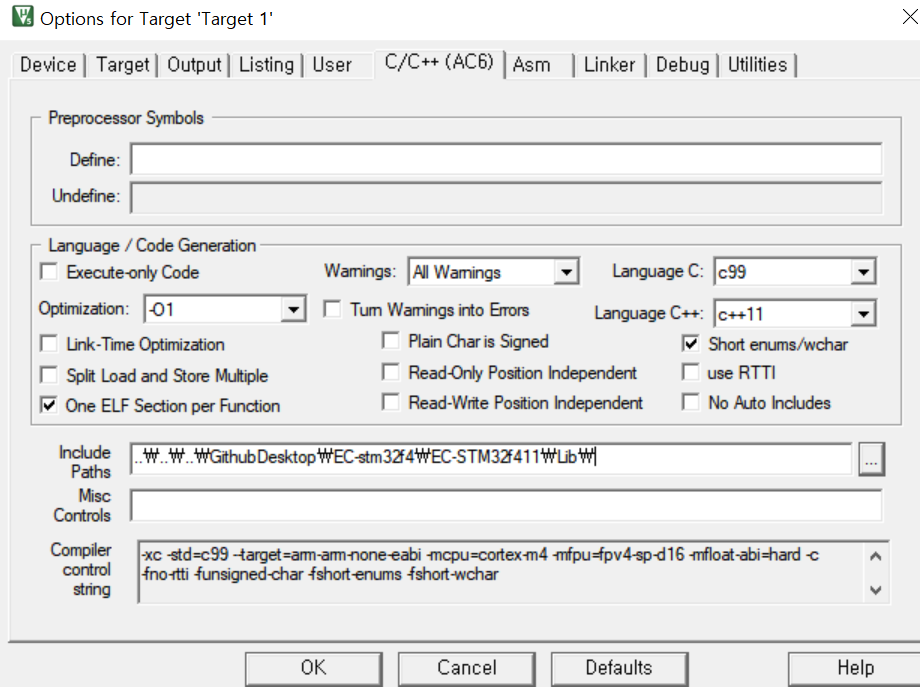 Options for Target 'Target 1'
Device Target Output Listing User C/C++ (AC6) Asm Linker Debug Utilities
Preprocessor Symbols
Define:
Undefine:
Language / Code Generation
Execute-only Code Warnings: All Warnings Language C: c99
Optimization: -O1 Turn Warnings into Errors Language C++: c++11
Link-Time Optimization Plain Char is Signed Short enums/wchar
Split Load and Store Multiple Read-Only Position Independent use RTTI
One ELF Section per Function Read-Write Position Independent No Auto Includes
Include Paths ..₩..₩..₩GithubDesktop₩EC-stm32f4₩EC-STM32f411₩Lib₩ ...
Misc Controls
Compiler control string -xc -std=c99 --target=arm-arm-none-eabi -mcpu=cortex-m4 -mfpu=fpv4-sp-d16 -mfloat-abi=hard -c
-fno-rtti -funsigned-char -fshort-enums -fshort-wchar
OK Cancel Defaults Help